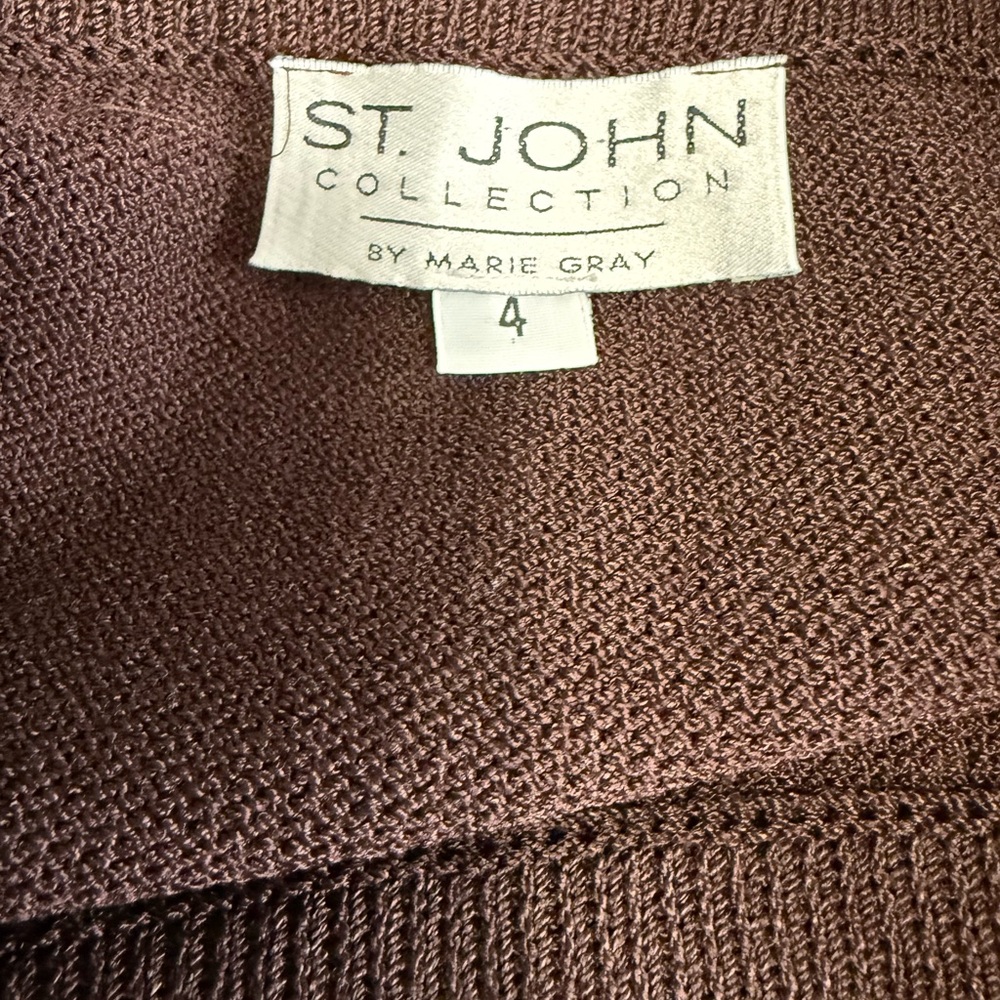 ST. JOHN
COLLECTION
BY MARIE GRAY
4